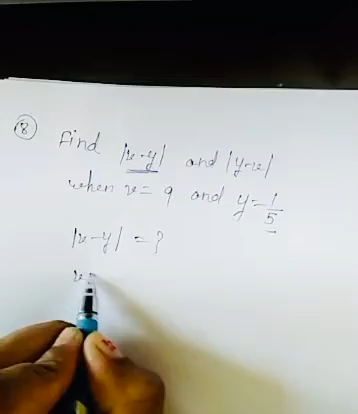 ⑧ Find |x-y| and |y-x|
when x = 9 and y = 1/5
|x-y| = ?
x